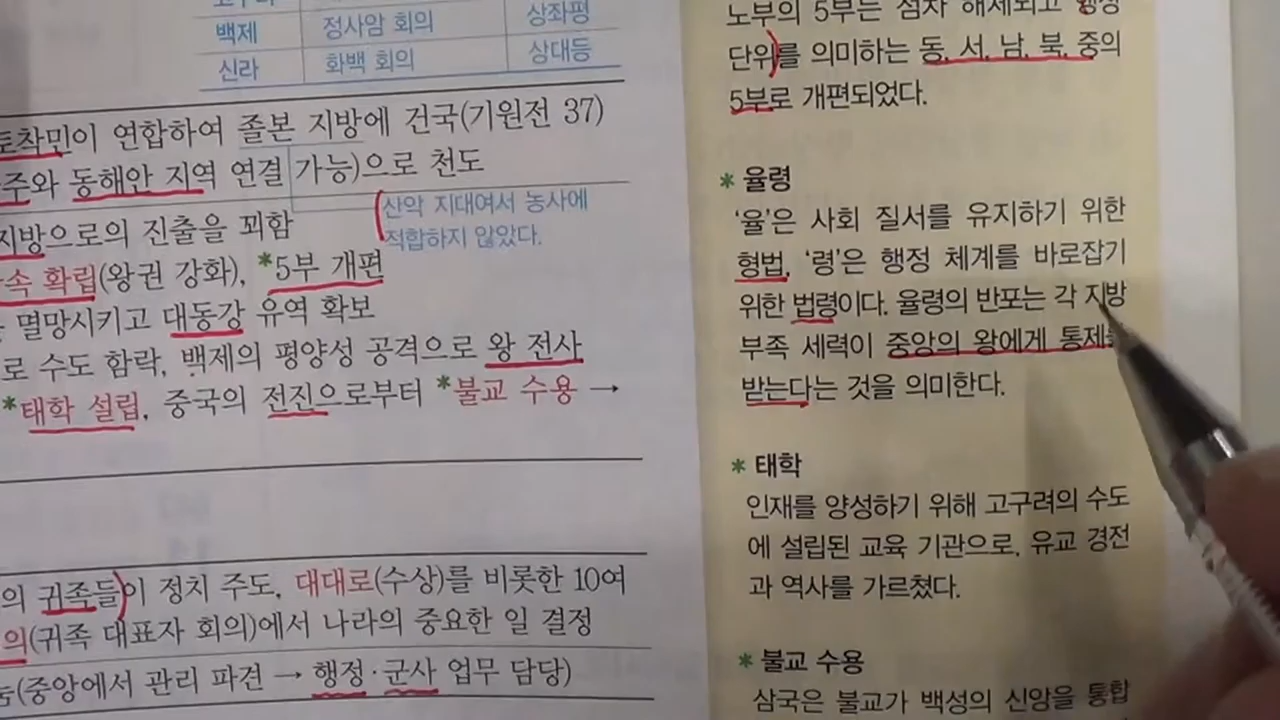 백제 정사암 회의 상좌평
신라 화백 회의 상대등
토착민이 연합하여 졸본 지방에 건국(기원전 37)
주와 동해안 지역 연결 가능)으로 천도
지방으로의 진출을 꾀함
산악 지대여서 농사에
적합하지 않았다.
속 확립(왕권 강화), *5부 개편
멸망시키고 대동강 유역 확보
로 수도 함락, 백제의 평양성 공격으로 왕 전사
*태학 설립, 중국의 전진으로부터 *불교 수용 →
의 귀족들이 정치 주도, 대대로(수상)를 비롯한 10여
의(귀족 대표자 회의)에서 나라의 중요한 일 결정
(중앙에서 관리 파견 → 행정·군사 업무 담당)
노부의 5부는 점차 해체되고 행정
단위를 의미하는 동, 서, 남, 북, 중의
5부로 개편되었다.
* 율령
‘율’은 사회 질서를 유지하기 위한
형법, ‘령’은 행정 체계를 바로잡기
위한 법령이다. 율령의 반포는 각 지방
부족 세력이 중앙의 왕에게 통제를
받는다는 것을 의미한다.
* 태학
인재를 양성하기 위해 고구려의 수도
에 설립된 교육 기관으로, 유교 경전
과 역사를 가르쳤다.
* 불교 수용
삼국은 불교가 백성의 신앙을 통합